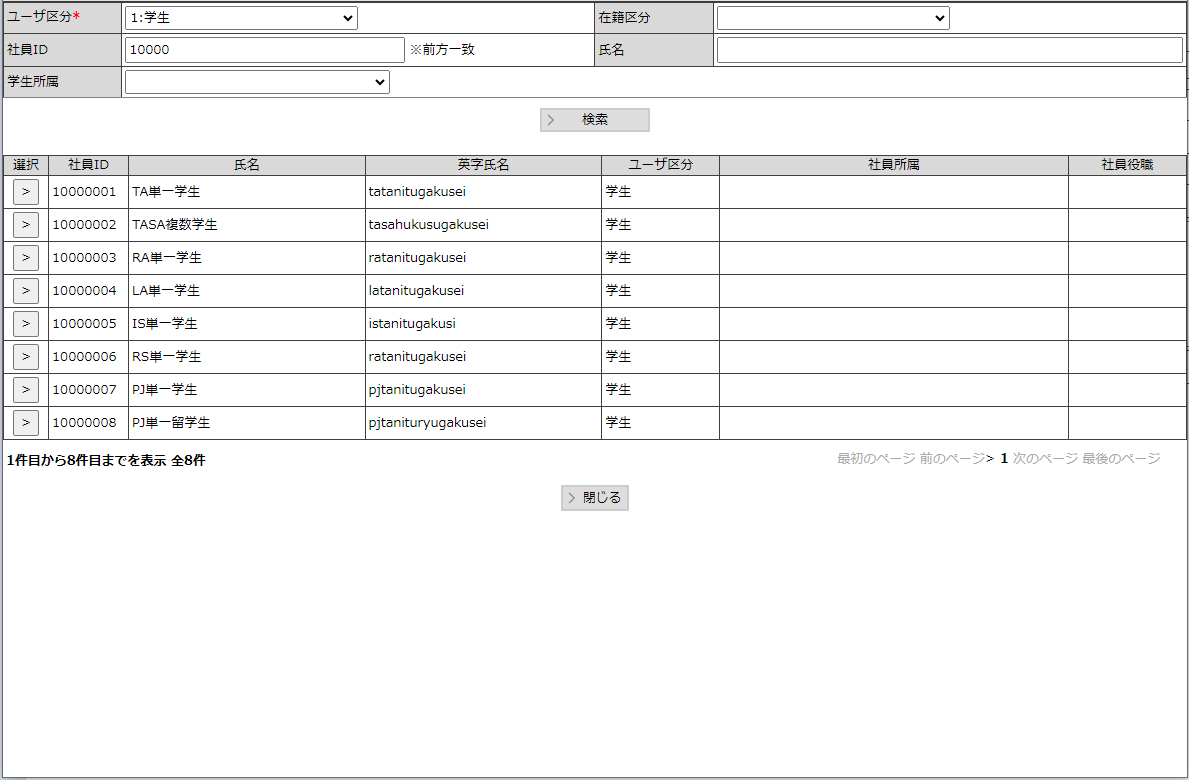 ユーザ区分* 1:学生 在籍区分
社員ID 10000 ※前方一致 氏名
学生所属
> 検索
選択 社員ID 氏名 英字氏名 ユーザ区分 社員所属 社員役職
> 10000001 TA単一学生 tatanitugakusei 学生
> 10000002 TASA複数学生 tasahukusugakusei 学生
> 10000003 RA単一学生 ratanitugakusei 学生
> 10000004 LA単一学生 latanitugakusei 学生
> 10000005 IS単一学生 istanitugakusi 学生
> 10000006 RS単一学生 ratanitugakusei 学生
> 10000007 PJ単一学生 pjtanitugakusei 学生
> 10000008 PJ単一留学生 pjtanituryugakusei 学生
1件目から8件目までを表示 全8件 最初のページ 前のページ> 1 次のページ 最後のページ
> 閉じる